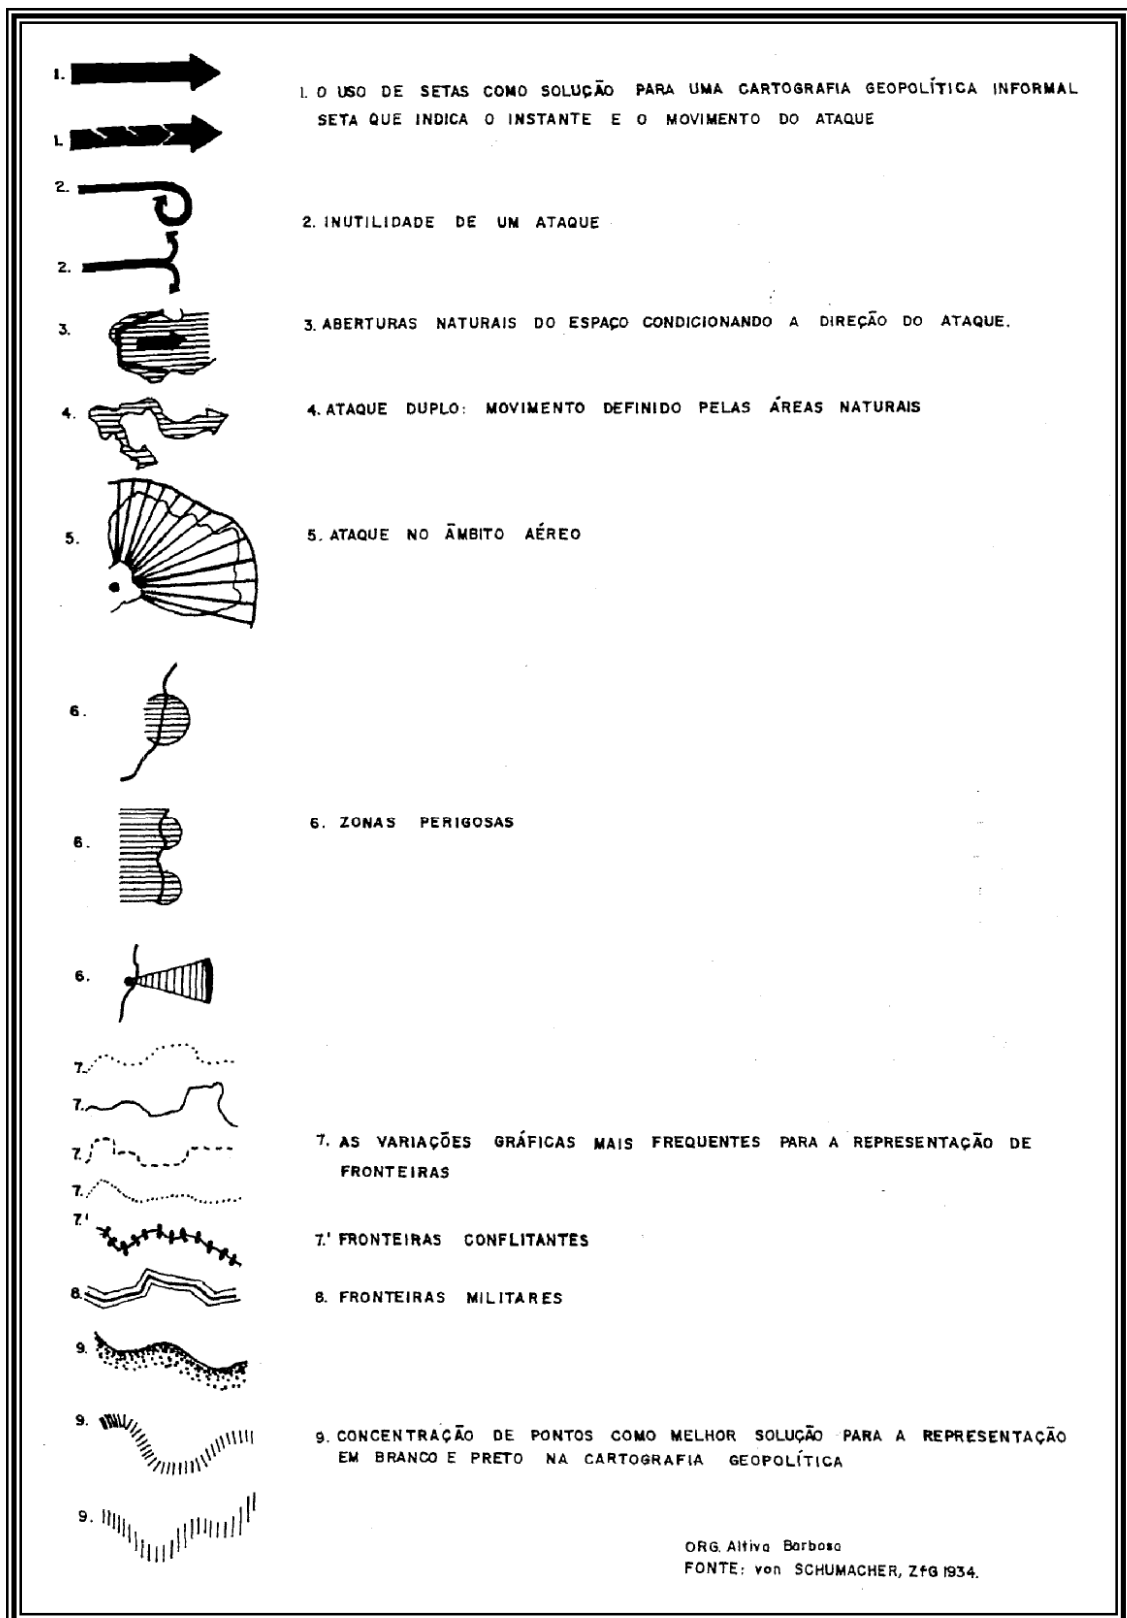 1.
1. O USO DE SETAS COMO SOLUÇÃO PARA UMA CARTOGRAFIA GEOPOLÍTICA INFORMAL
SETA QUE INDICA O INSTANTE E O MOVIMENTO DO ATAQUE
1.
2.
2. INUTILIDADE DE UM ATAQUE
2.
3.
3. ABERTURAS NATURAIS DO ESPAÇO CONDICIONANDO A DIREÇÃO DO ATAQUE.
4.
4. ATAQUE DUPLO: MOVIMENTO DEFINIDO PELAS ÁREAS NATURAIS
5.
5. ATAQUE NO ÂMBITO AÉREO
6.
6.
6. ZONAS PERIGOSAS
6.
7.
7.
7.
7. AS VARIAÇÕES GRÁFICAS MAIS FREQUENTES PARA A REPRESENTAÇÃO DE
FRONTEIRAS
7.
7.'
7.' FRONTEIRAS CONFLITANTES
8.
8. FRONTEIRAS MILITARES
9.
9.
9. CONCENTRAÇÃO DE PONTOS COMO MELHOR SOLUÇÃO PARA A REPRESENTAÇÃO
EM BRANCO E PRETO NA CARTOGRAFIA GEOPOLÍTICA
9.
ORG. Altiva Barbosa
FONTE: von SCHUMACHER, ZfG 1934.